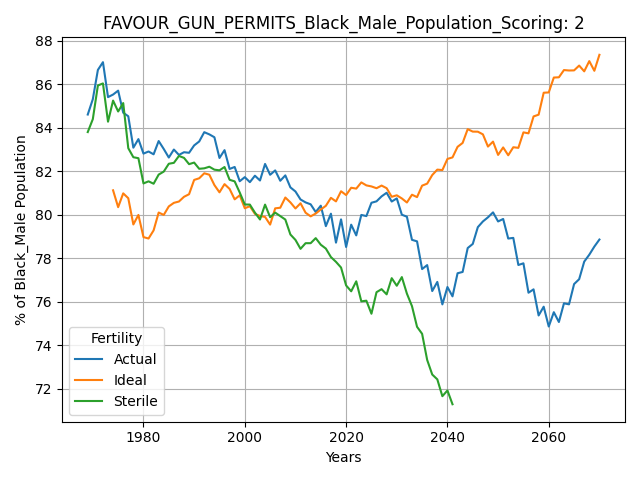 FAVOUR_GUN_PERMITS_Black_Male_Population_Scoring: 2
% of Black_Male Population
88
86
84
82
80
78
76
74
72
Fertility
Actual
Ideal
Sterile
1980 2000 2020 2040 2060
Years